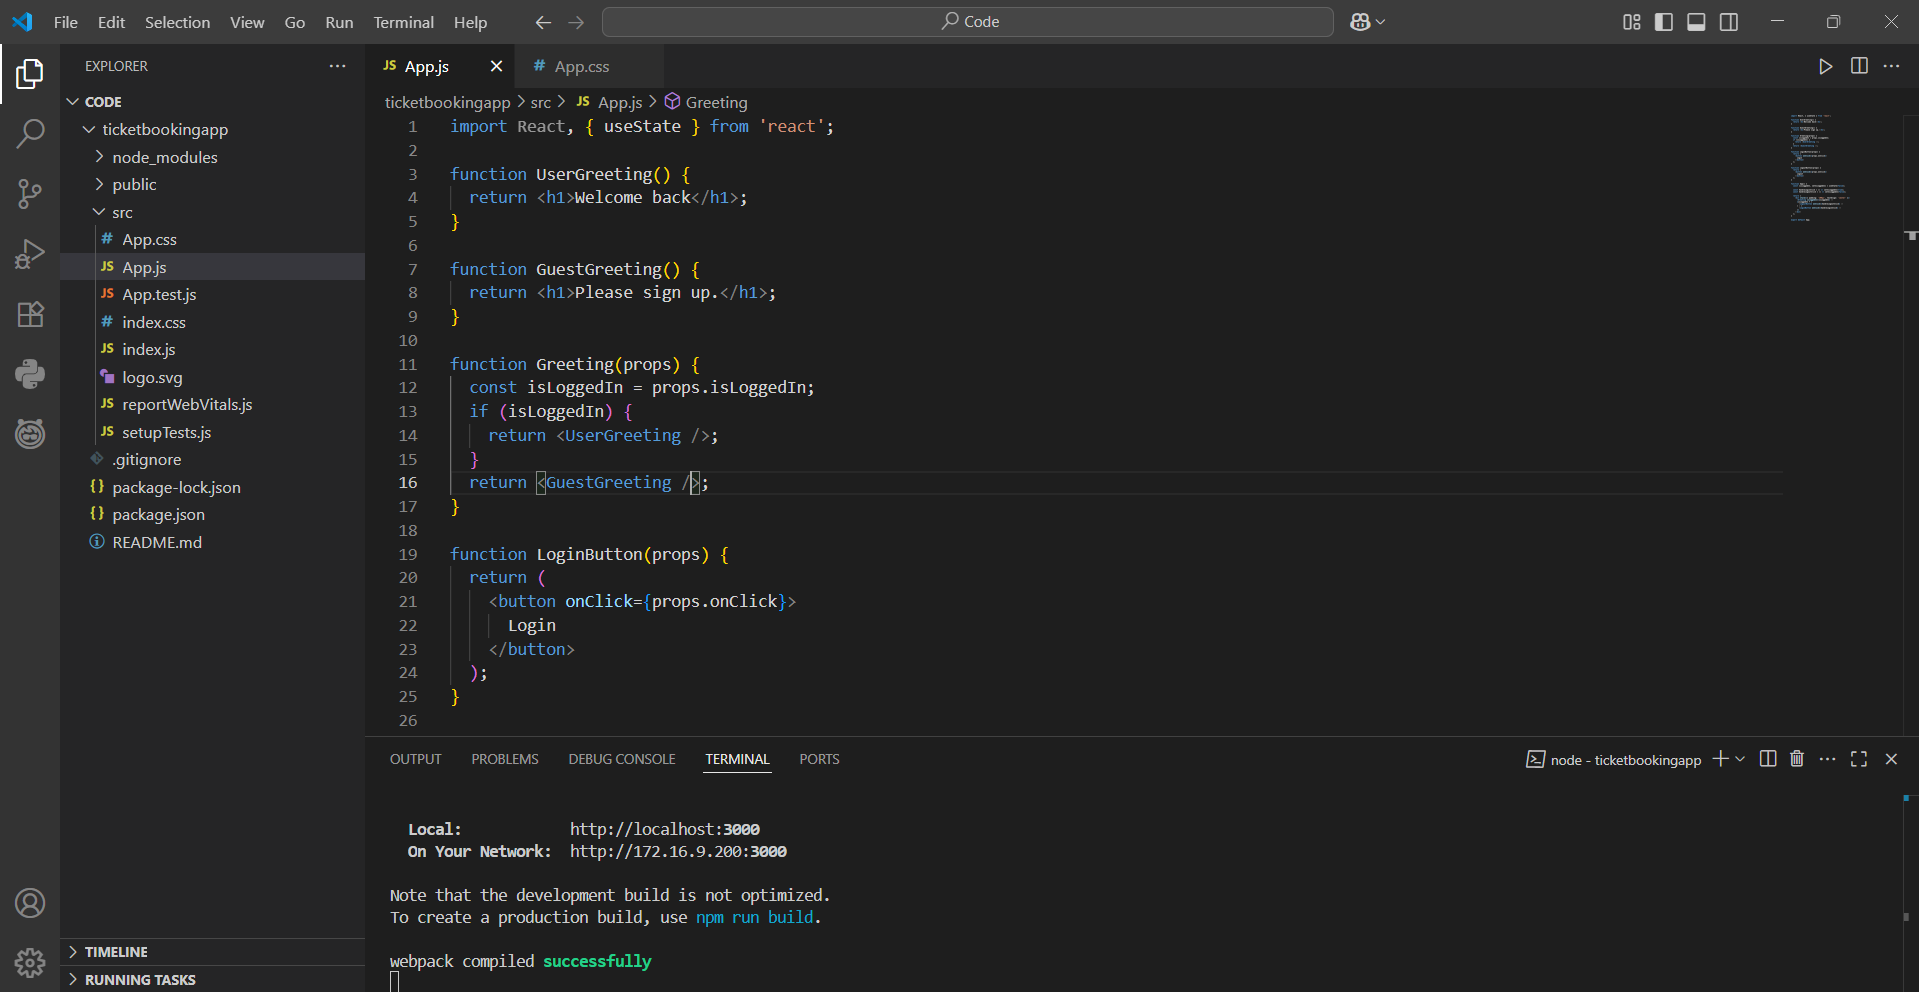 File Edit Selection View Go Run Terminal Help
Code
EXPLORER
CODE
ticketbookingapp
node_modules
public
src
# App.css
JS App.js
JS App.test.js
# index.css
JS index.js
logo.svg
JS reportWebVitals.js
JS setupTests.js
.gitignore
{} package-lock.json
{} package.json
README.md
TIMELINE
RUNNING TASKS
JS App.js
# App.css
ticketbookingapp > src > JS App.js > Greeting
1 import React, { useState } from 'react';
2
3 function UserGreeting() {
4 return <h1>Welcome back</h1>;
5 }
6
7 function GuestGreeting() {
8 return <h1>Please sign up.</h1>;
9 }
10
11 function Greeting(props) {
12 const isLoggedIn = props.isLoggedIn;
13 if (isLoggedIn) {
14 return <UserGreeting />;
15 }
16 return <GuestGreeting />;
17 }
18
19 function LoginButton(props) {
20 return (
21 <button onClick={props.onClick}>
22 Login
23 </button>
24 );
25 }
26
OUTPUT PROBLEMS DEBUG CONSOLE TERMINAL PORTS
node - ticketbookingapp
Local: http://localhost:3000
On Your Network: http://172.16.9.200:3000
Note that the development build is not optimized.
To create a production build, use npm run build.
webpack compiled successfully